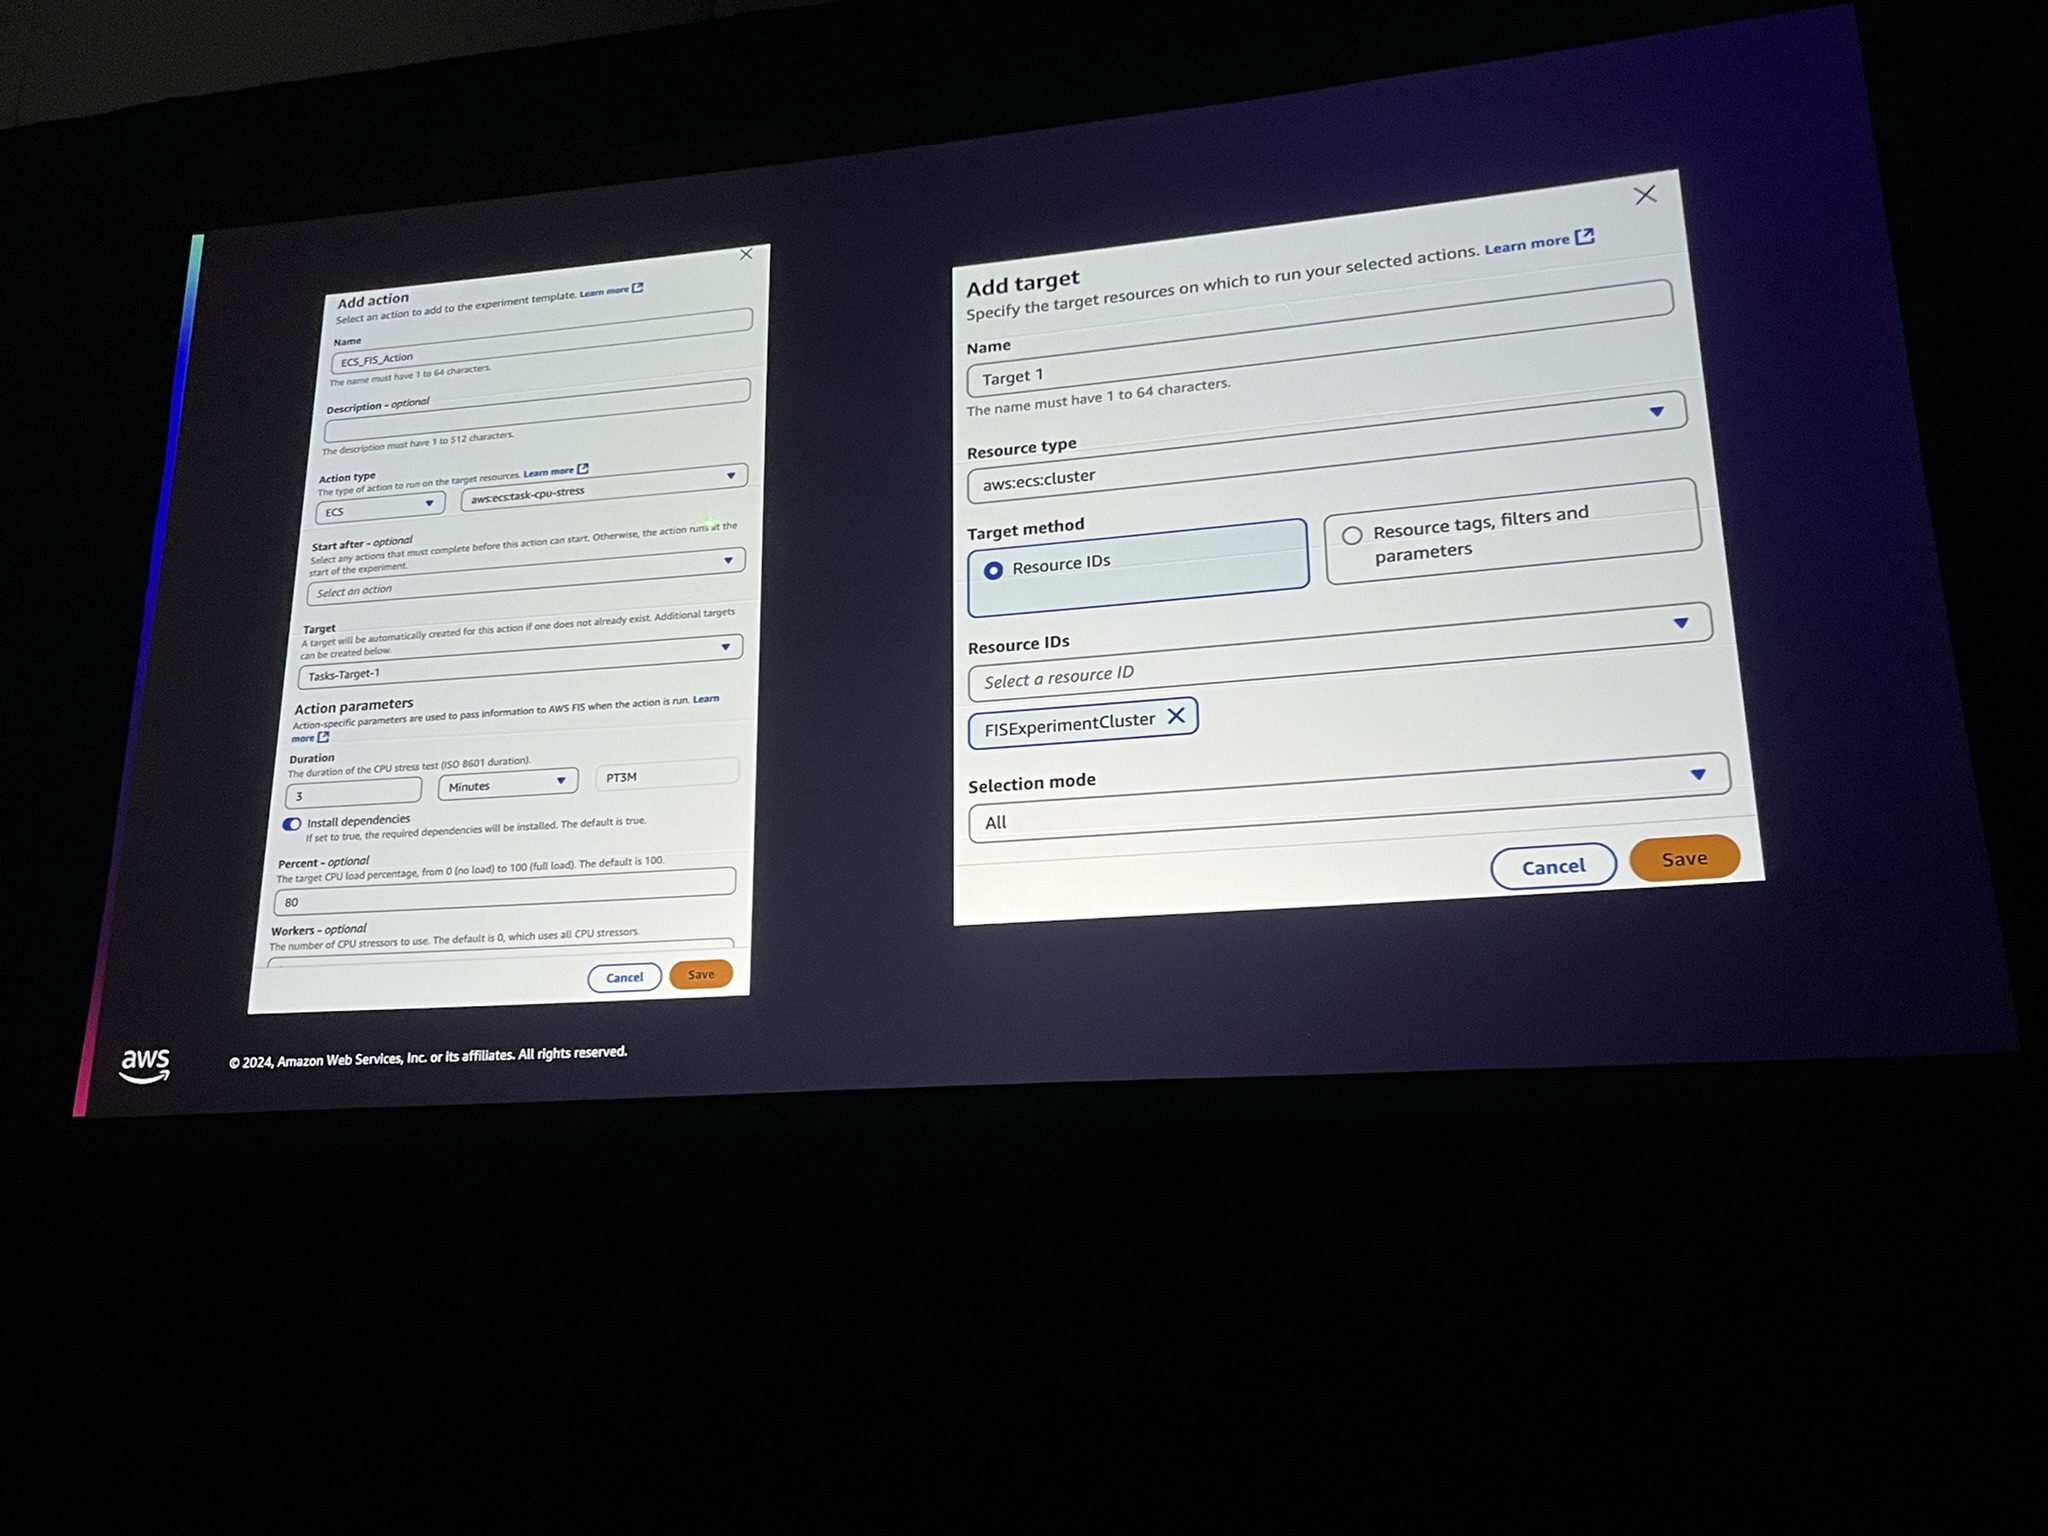 Add action
Select an action to add to the experiment template. Learn more
Name
ECS_FIS_Action
The name must have 1 to 64 characters.
Description - optional
The description must have 1 to 512 characters.
Action type
The type of action to run on the target resources. Learn more
ECS
aws:ecs:task-cpu-stress
Start after - optional
Select any actions that must complete before this action can start. Otherwise, the action runs at the
start of the experiment.
Select an action
Target
A target will be automatically created for this action if one does not already exist. Additional targets
can be created below.
Tasks-Target-1
Action parameters
Action-specific parameters are used to pass information to AWS FIS when the action is run. Learn
more
Duration
The duration of the CPU stress test (ISO 8601 duration).
3
Minutes
PT3M
Install dependencies
If set to true, the required dependencies will be installed. The default is true.
Percent - optional
The target CPU load percentage, from 0 (no load) to 100 (full load). The default is 100.
80
Workers - optional
The number of CPU stressors to use. The default is 0, which uses all CPU stressors.
Cancel
Save
Add target
Specify the target resources on which to run your selected actions. Learn more
Name
Target 1
The name must have 1 to 64 characters.
Resource type
aws:ecs:cluster
Target method
Resource IDs
Resource tags, filters and
parameters
Resource IDs
Select a resource ID
FISExperimentCluster
Selection mode
All
Cancel
Save
aws
© 2024, Amazon Web Services, Inc. or its affiliates. All rights reserved.